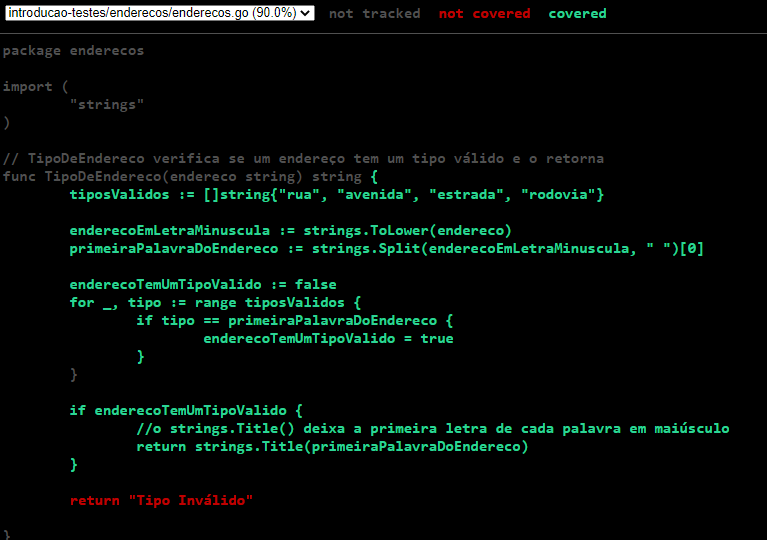 introducao-testes/enderecos/enderecos.go (90.0%) not tracked not covered covered
package enderecos
import (
"strings"
)
// TipoDeEndereco verifica se um endereço tem um tipo válido e o retorna
func TipoDeEndereco(endereco string) string {
tiposValidos := []string{"rua", "avenida", "estrada", "rodovia"}
enderecoEmLetraMinuscula := strings.ToLower(endereco)
primeiraPalavraDoEndereco := strings.Split(enderecoEmLetraMinuscula, " ")[0]
enderecoTemUmTipoValido := false
for _, tipo := range tiposValidos {
if tipo == primeiraPalavraDoEndereco {
enderecoTemUmTipoValido = true
}
}
if enderecoTemUmTipoValido {
//o strings.Title() deixa a primeira letra de cada palavra em maiúsculo
return strings.Title(primeiraPalavraDoEndereco)
}
return "Tipo Inválido"
}